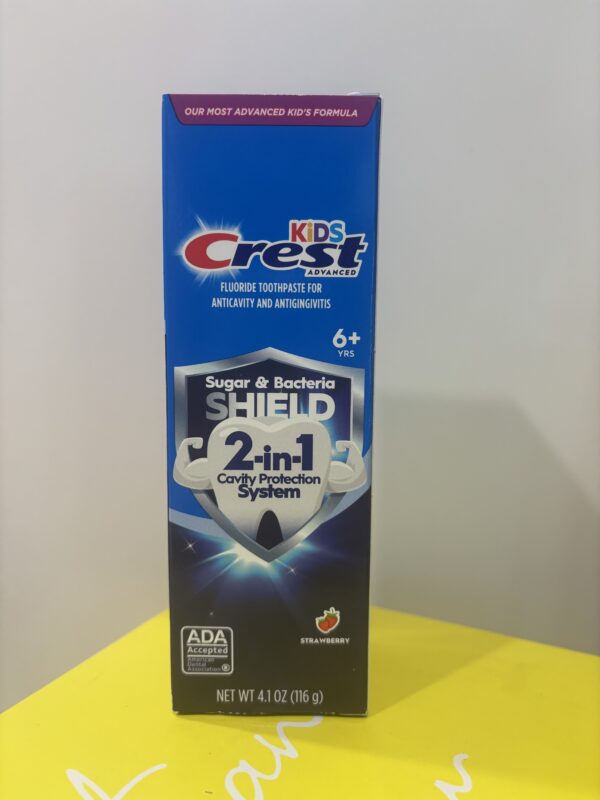 OUR MOST ADVANCED KID'S FORMULA
KiDS
Crest
ADVANCED
FLUORIDE TOOTHPASTE FOR
ANTICAVITY AND ANTIGINGIVITIS
6+
YRS
Sugar & Bacteria
SHIELD
2-in-1
Cavity Protection
System
STRAWBERRY
ADA
Accepted
American
Dental
Association®
NET WT 4.1 OZ (116 g)